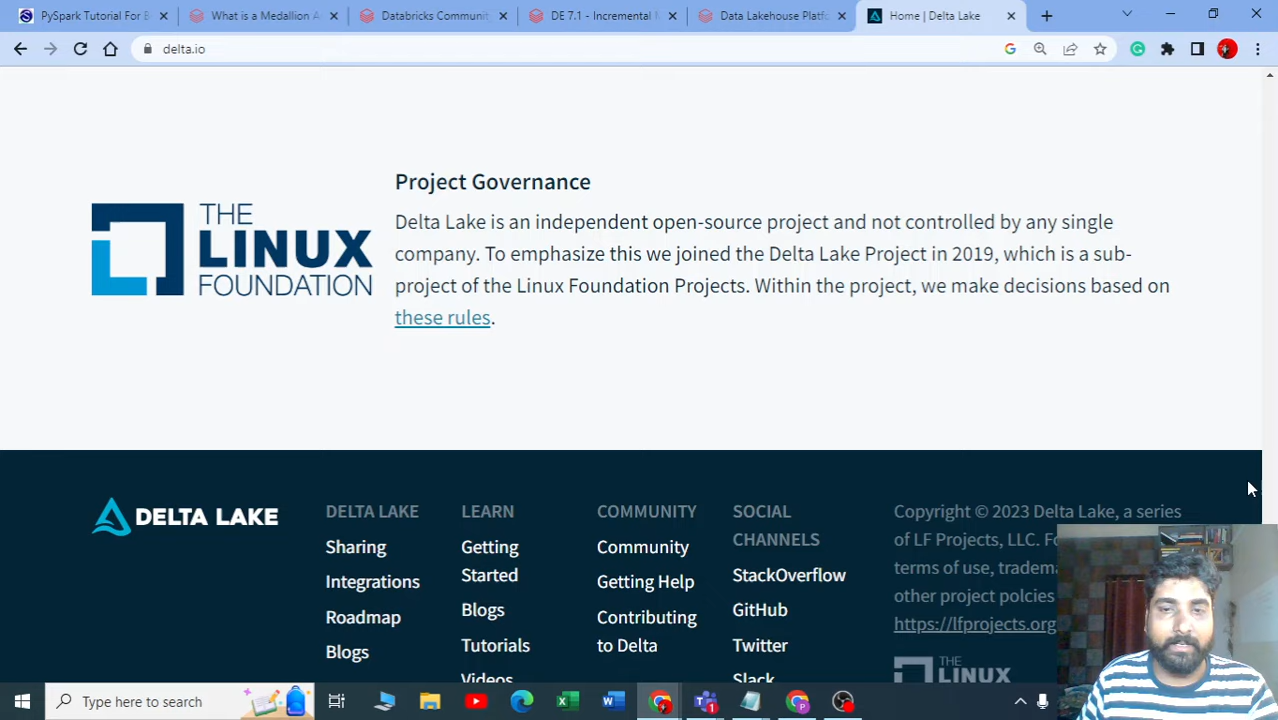 PySpark Tutorial For B
What is a Medallion A
Databricks Communit
DE 7.1 - Incremental
Data Lakehouse Platf
Home | Delta Lake
delta.io
THE
LINUX
FOUNDATION
Project Governance
Delta Lake is an independent open-source project and not controlled by any single
company. To emphasize this we joined the Delta Lake Project in 2019, which is a sub-
project of the Linux Foundation Projects. Within the project, we make decisions based on
these rules.
DELTA LAKE
DELTA LAKE
Sharing
Integrations
Roadmap
Blogs
LEARN
Getting
Started
Blogs
Tutorials
Videos
COMMUNITY
Community
Getting Help
Contributing
to Delta
SOCIAL
CHANNELS
StackOverflow
GitHub
Twitter
Slack
Copyright © 2023 Delta Lake, a series
of LF Projects, LLC. Fo
terms of use, tradema
other project polcies
https://lfprojects.org
THE
LINUX
Type here to search